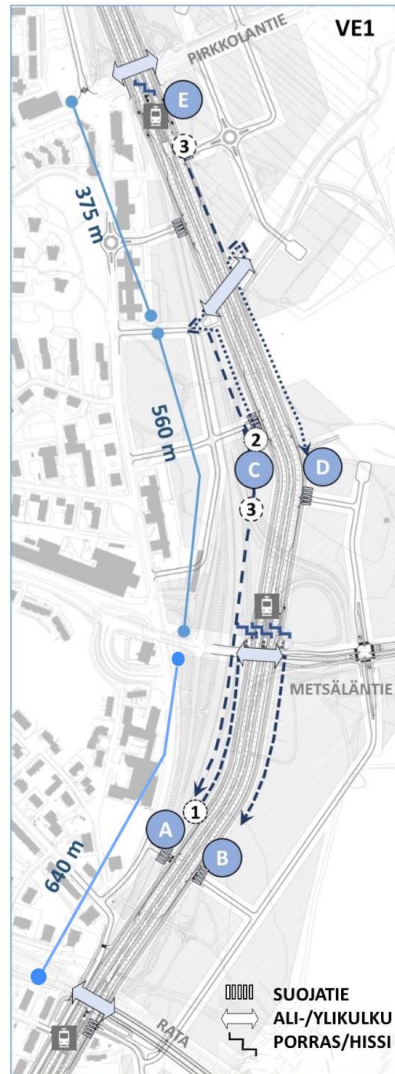 VE1
PIRKKOLANTIE
E
3
375 m
560 m
2
C
D
3
METSÄLÄNTIE
1
A
B
640 m
SUOJATIE
ALI-/YLIKULKU
PORRAS/HISSI
RATA